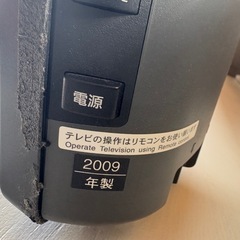 電源
テレビの操作はリモコンをお使い
Operate Television using Remote
2009
年製